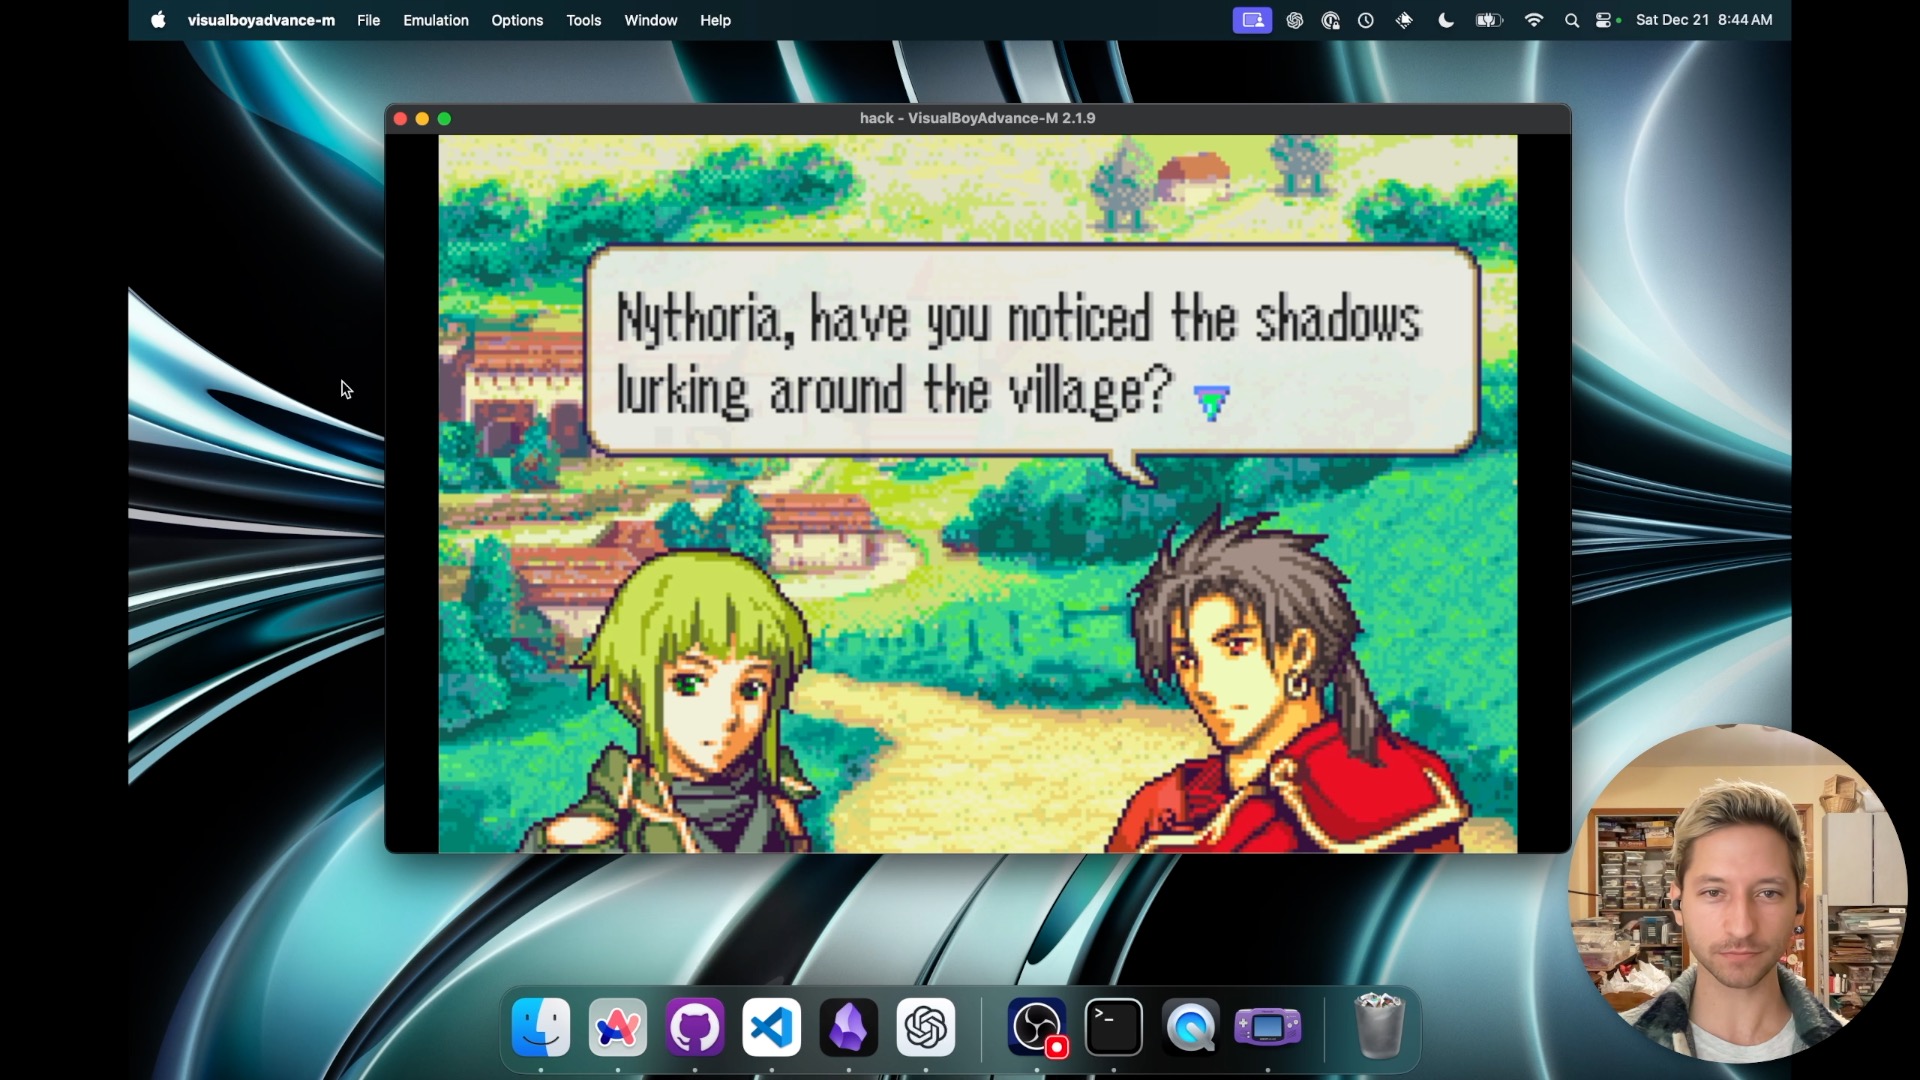 visualboyadvance-m File Emulation Options Tools Window Help Sat Dec 21 8:44 AM
hack - VisualBoyAdvance-M 2.1.9
Nythoria, have you noticed the shadows
lurking around the village?
>_